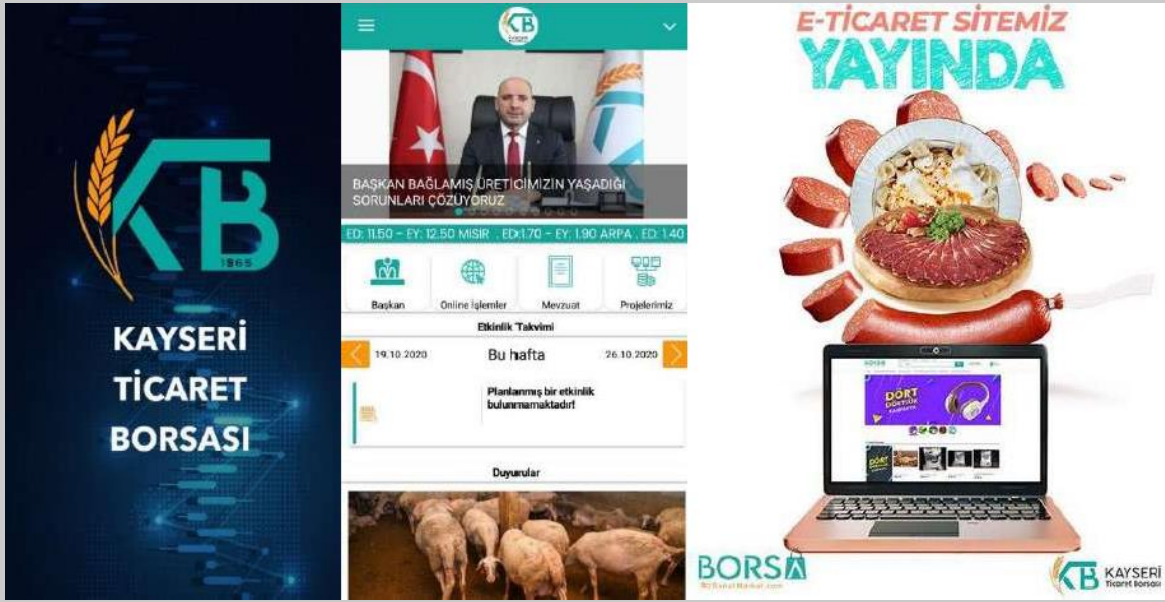 KB
1965
KAYSERİ
TİCARET
BORSASI
KB
BAŞKAN BAĞLAMIŞ ÜRETİCİMİZİN YAŞADIĞI
SORUNLARI ÇÖZÜYORUZ
ED: 11.50 - EY: 12.50 MISIR . ED:1.70 - EY: 1.90 ARPA . ED: 1.40
Başkan
Online İşlemler
Mevzuat
Projelerimiz
Etkinlik Takvimi
19.10.2020
Bu hafta
26.10.2020
Planlanmış bir etkinlik
bulunmamaktadır!
Duyurular
E-TİCARET SİTEMİZ
YAYINDA
DÖRT
DÖRTLÜK
DÖRT
BORSA
KB KAYSERİ
Ticaret Borsası